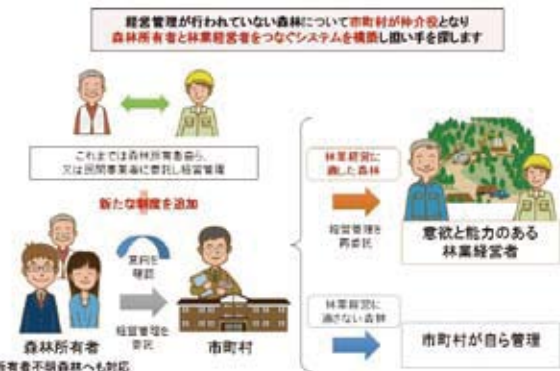 経営管理が行われていない森林について市町村が仲介役となり
森林所有者と林業経営者をつなぐシステムを構築し担い手を探します
これまでは森林所有者自ら、
又は民間事業者に委託し経営管理
新たな制度を追加
意向を
確認
経営管理を
委託
森林所有者
所有者不明森林へも対応
市町村
林業経営に
適した森林
経営管理を
再委託
意欲と能力のある
林業経営者
林業経営に
適さない森林
市町村が自ら管理